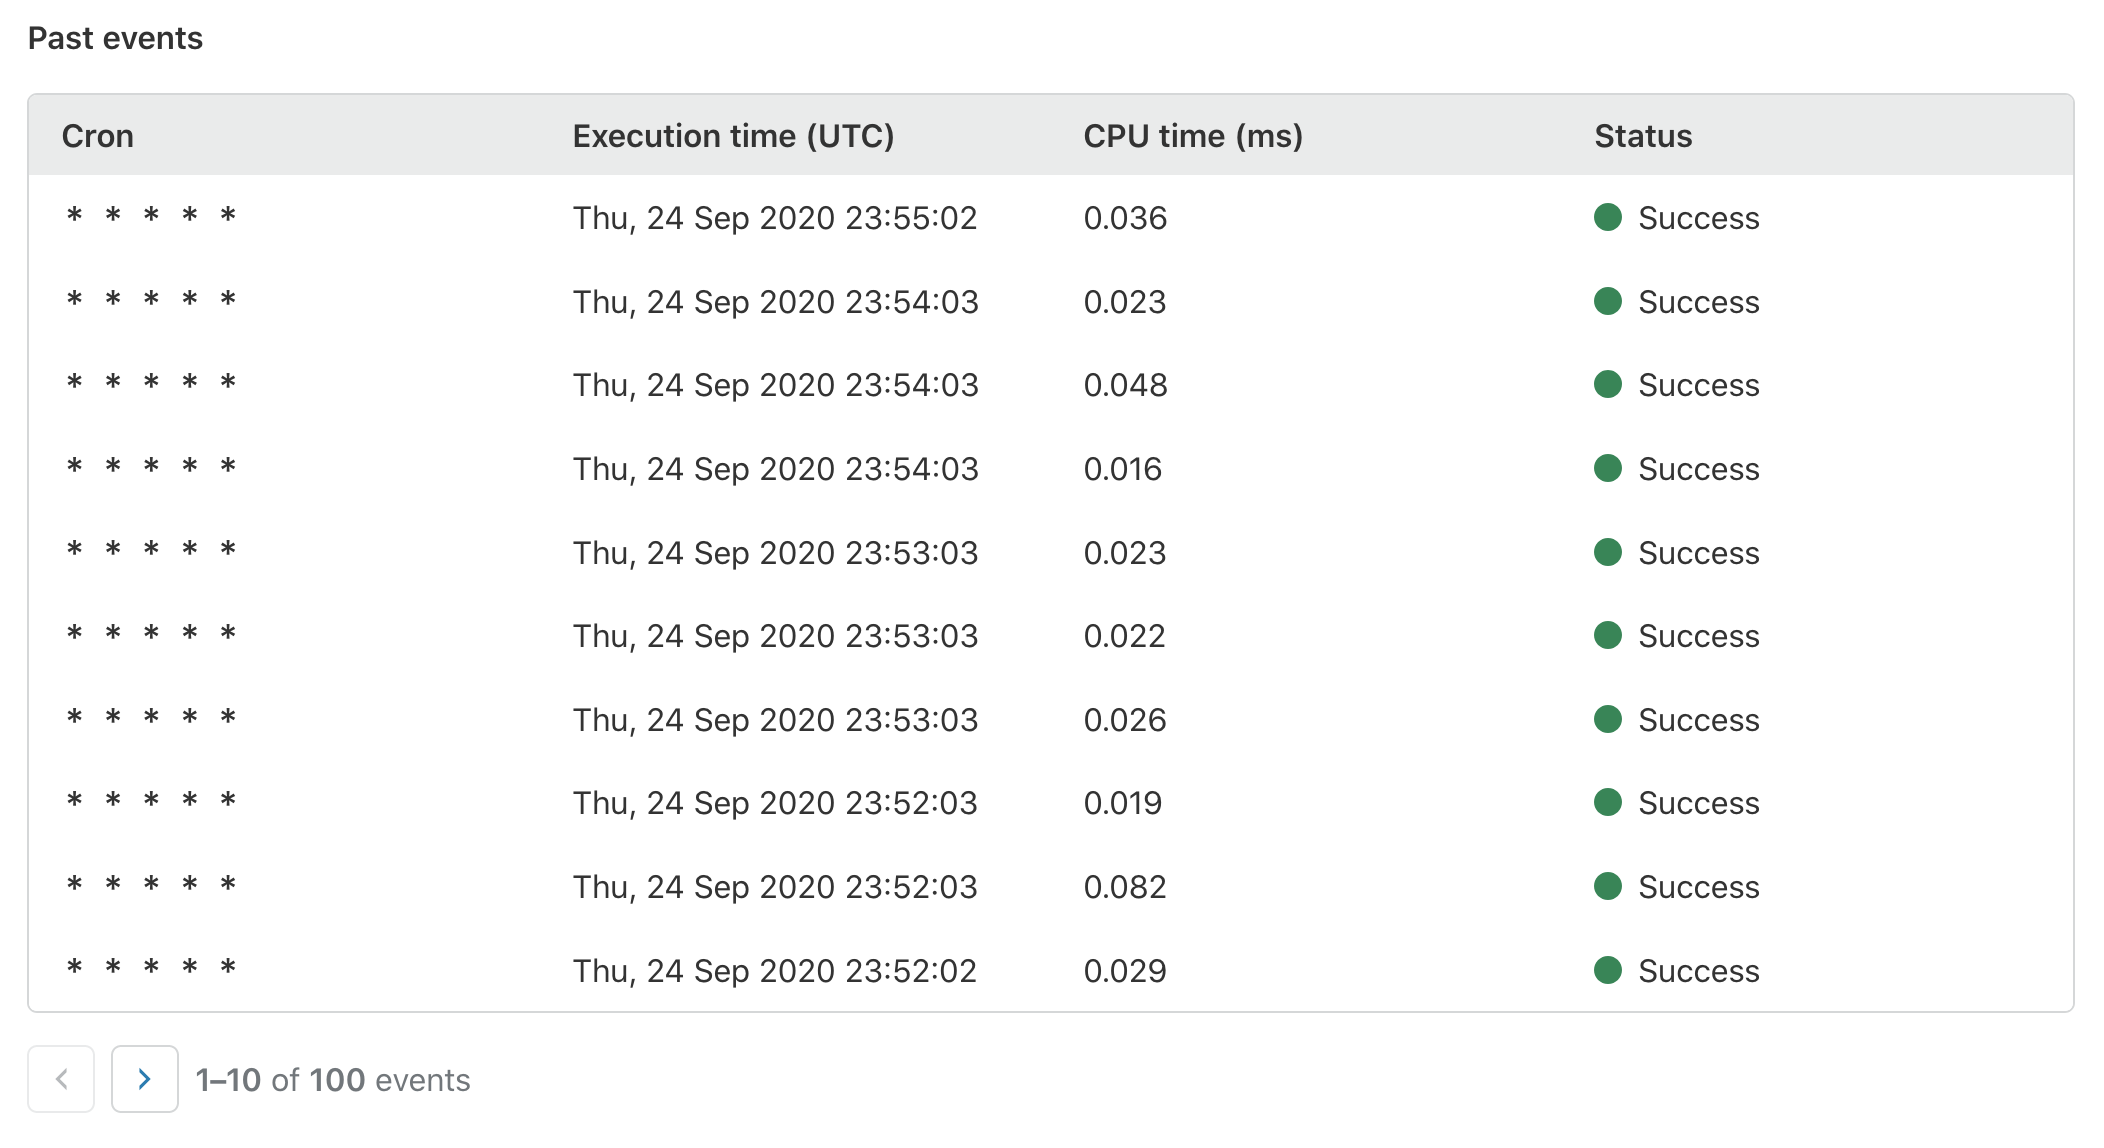 Past events
Cron Execution time (UTC) CPU time (ms) Status
* * * * * Thu, 24 Sep 2020 23:55:02 0.036 Success
* * * * * Thu, 24 Sep 2020 23:54:03 0.023 Success
* * * * * Thu, 24 Sep 2020 23:54:03 0.048 Success
* * * * * Thu, 24 Sep 2020 23:54:03 0.016 Success
* * * * * Thu, 24 Sep 2020 23:53:03 0.023 Success
* * * * * Thu, 24 Sep 2020 23:53:03 0.022 Success
* * * * * Thu, 24 Sep 2020 23:53:03 0.026 Success
* * * * * Thu, 24 Sep 2020 23:52:03 0.019 Success
* * * * * Thu, 24 Sep 2020 23:52:03 0.082 Success
* * * * * Thu, 24 Sep 2020 23:52:02 0.029 Success
1–10 of 100 events